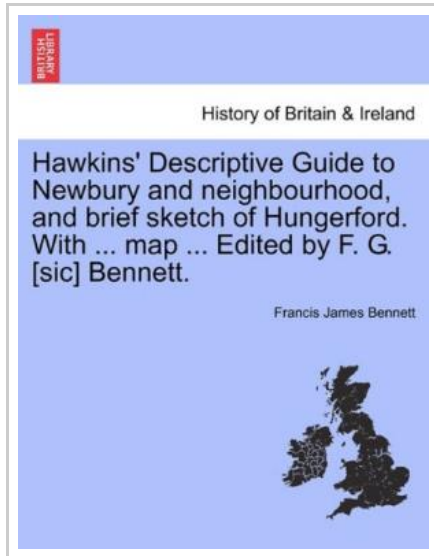 BRITISH
LIBRARY
History of Britain & Ireland
Hawkins' Descriptive Guide to
Newbury and neighbourhood,
and brief sketch of Hungerford.
With ... map ... Edited by F. G.
[sic] Bennett.
Francis James Bennett